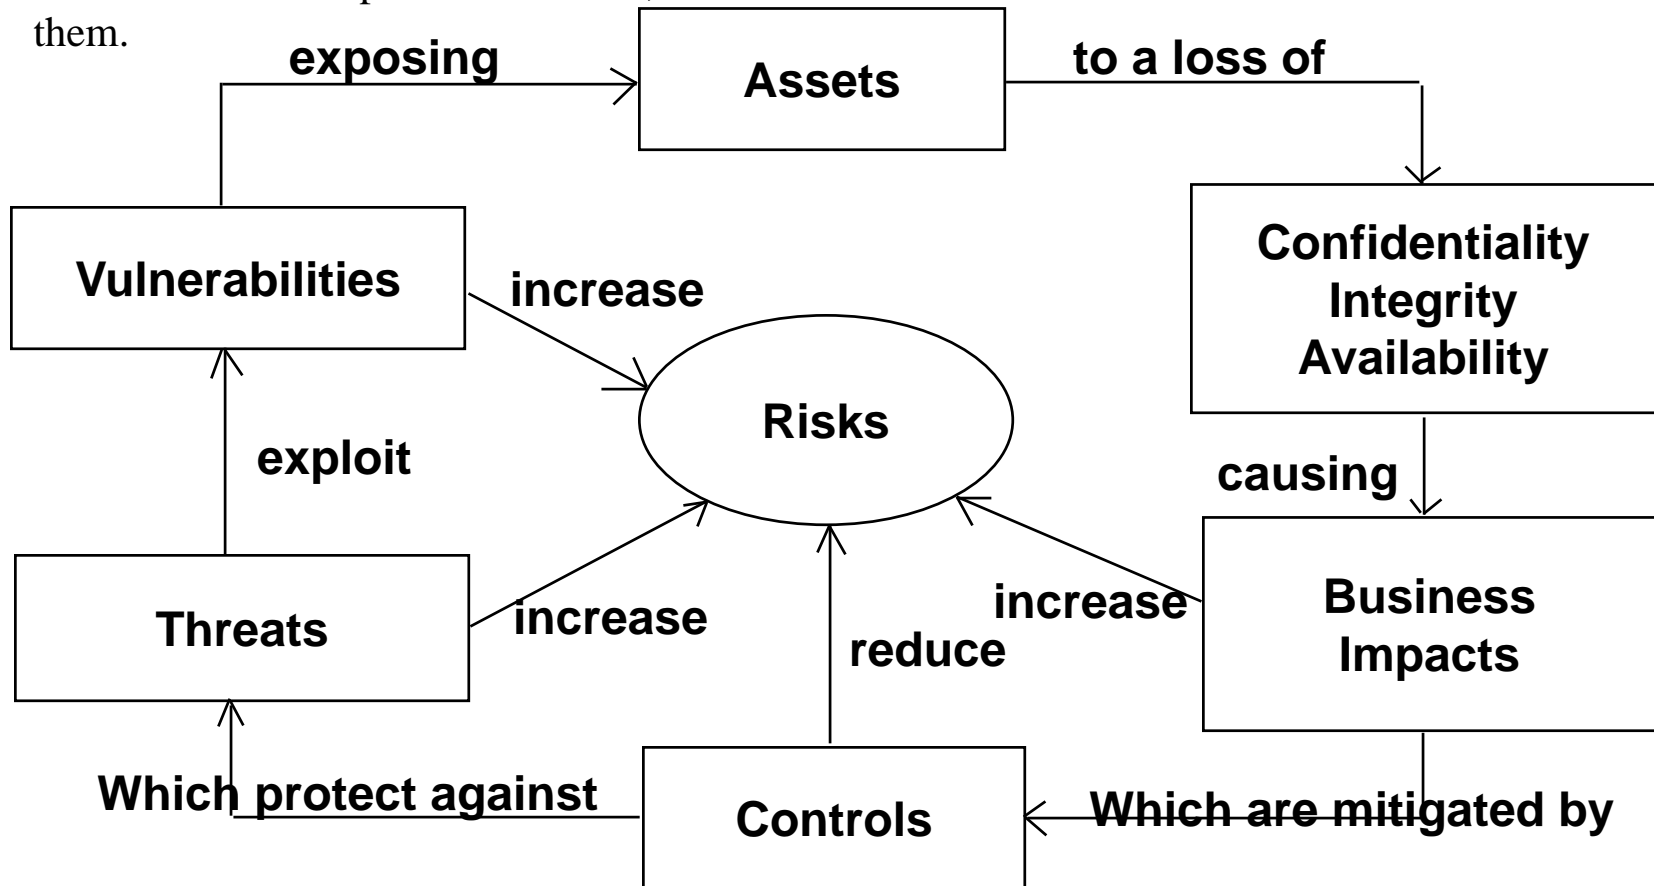 them.
exposing
Assets
to a loss of
Vulnerabilities
increase
Confidentiality
Integrity
Availability
Risks
exploit
causing
Threats
increase
reduce
increase
Business
Impacts
Which protect against
Controls
Which are mitigated by